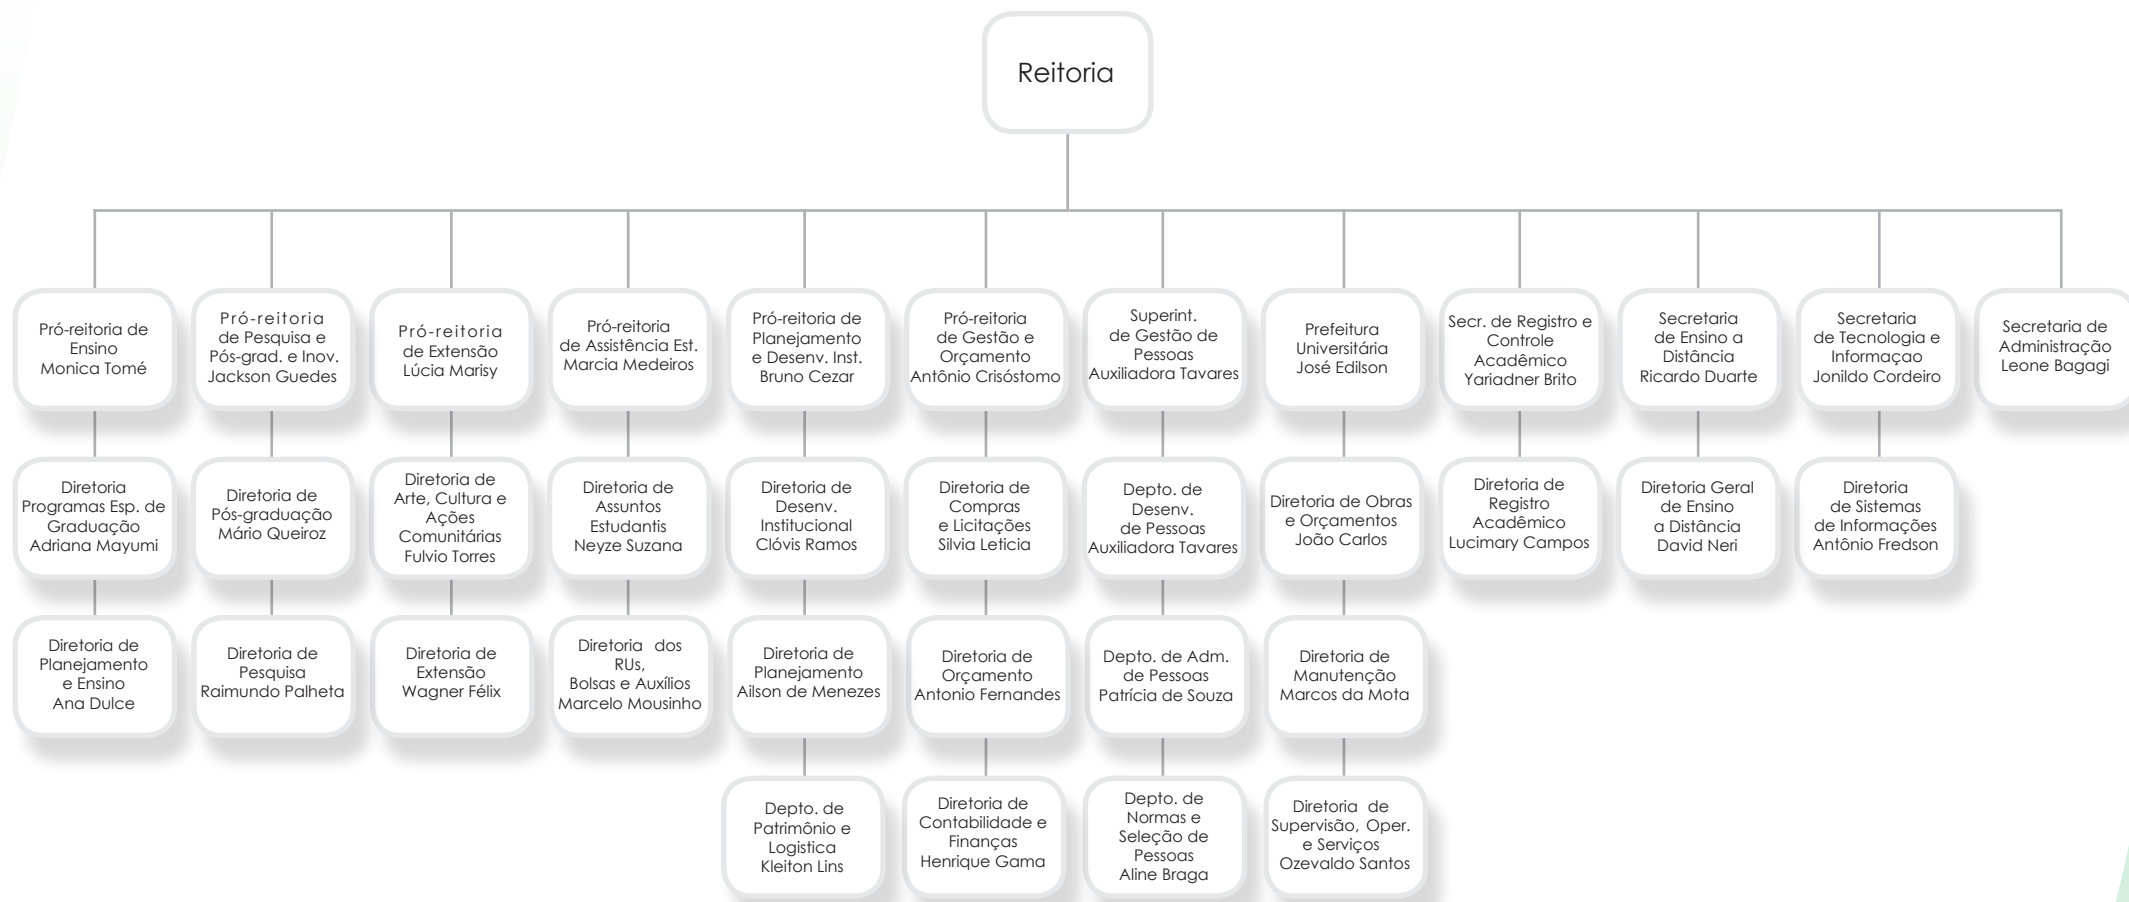 Reitoria
Pró-reitoria de
Ensino
Monica Tomé
Pró-reitoria
de Pesquisa e
Pós-grad. e Inov.
Jackson Guedes
Pró-reitoria
de Extensão
Lúcia Marisy
Pró-reitoria
de Assistência Est.
Marcia Medeiros
Pró-reitoria de
Planejamento
e Desenv. Inst.
Bruno Cezar
Pró-reitoria
de Gestão e
Orçamento
Antônio Crisóstomo
Superint.
de Gestão de
Pessoas
Auxiliadora Tavares
Prefeitura
Universitária
José Edilson
Secr. de Registro e
Controle
Acadêmico
Yariadner Brito
Secretaria
de Ensino a
Distância
Ricardo Duarte
Secretaria
de Tecnologia e
Informaçao
Jonildo Cordeiro
Secretaria de
Administração
Leone Bagagi
Diretoria
Programas Esp. de
Graduação
Adriana Mayumi
Diretoria de
Pós-graduação
Mário Queiroz
Diretoria de
Arte, Cultura e
Ações
Comunitárias
Fulvio Torres
Diretoria de
Assuntos
Estudantis
Neyze Suzana
Diretoria de
Desenv.
Institucional
Clóvis Ramos
Diretoria de
Compras
e Licitações
Silvia Leticia
Depto. de
Desenv.
de Pessoas
Auxiliadora Tavares
Diretoria de Obras
e Orçamentos
João Carlos
Diretoria de
Registro
Acadêmico
Lucimary Campos
Diretoria Geral
de Ensino
a Distância
David Neri
Diretoria
de Sistemas
de Informações
Antônio Fredson
Diretoria de
Planejamento
e Ensino
Ana Dulce
Diretoria de
Pesquisa
Raimundo Palheta
Diretoria de
Extensão
Wagner Félix
Diretoria dos
RUs,
Bolsas e Auxílios
Marcelo Mousinho
Diretoria de
Planejamento
Ailson de Menezes
Diretoria de
Orçamento
Antonio Fernandes
Depto. de Adm.
de Pessoas
Patrícia de Souza
Diretoria de
Manutenção
Marcos da Mota
Depto. de
Patrimônio e
Logistica
Kleiton Lins
Diretoria de
Contabilidade e
Finanças
Henrique Gama
Depto. de
Normas e
Seleção de
Pessoas
Aline Braga
Diretoria de
Supervisão, Oper.
e Serviços
Ozevaldo Santos